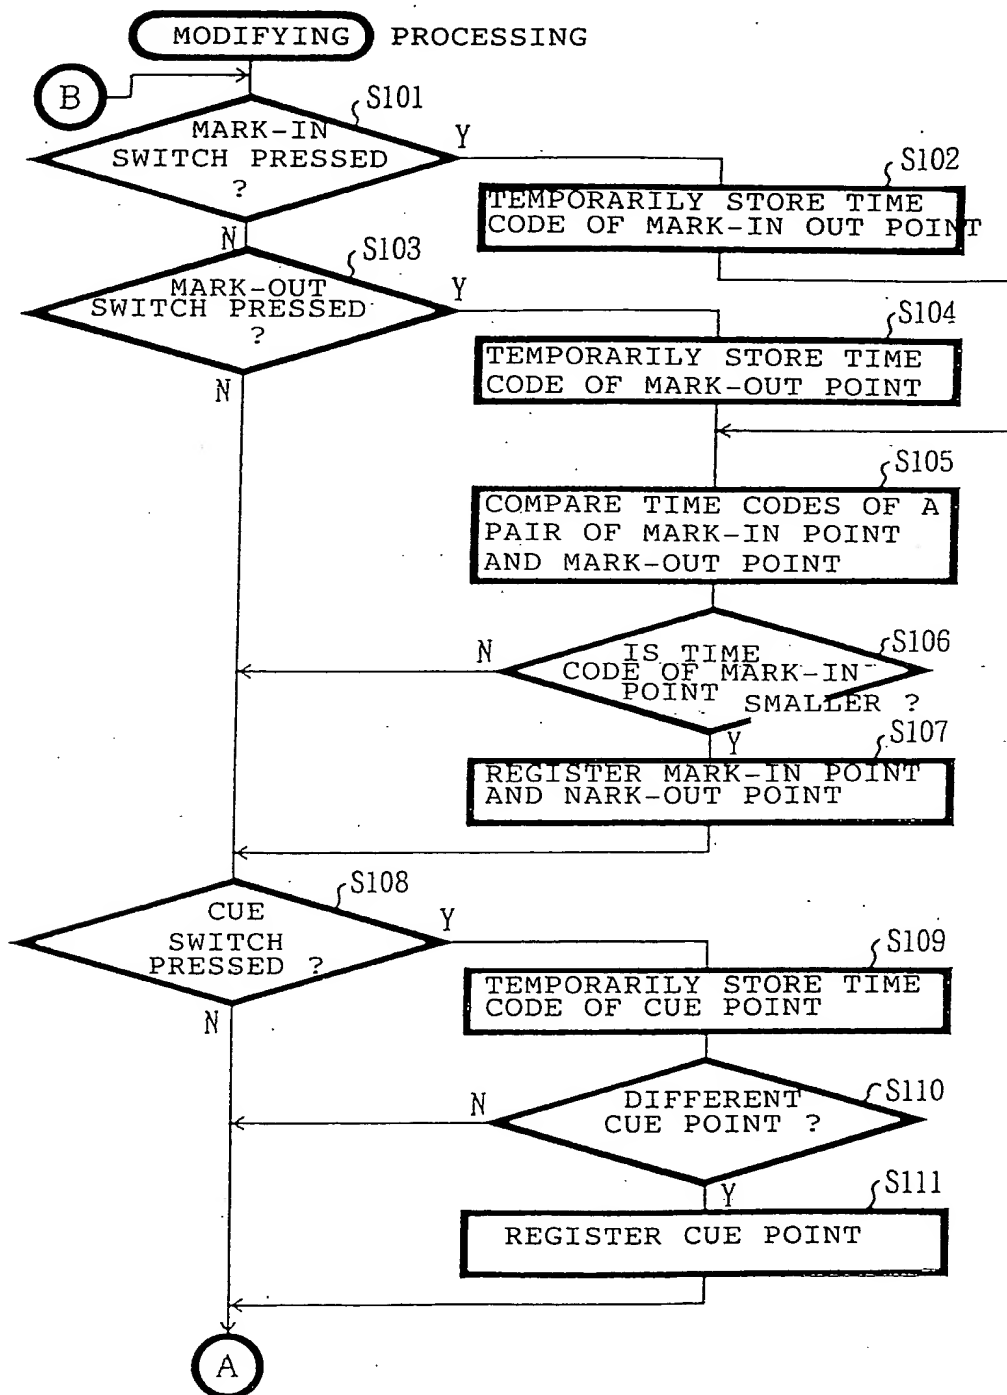 MODIFYING PROCESSING
B
S101
MARK-IN
SWITCH PRESSED
?
Y
N
S102
TEMPORARILY STORE TIME
CODE OF MARK-IN OUT POINT
S103
MARK-OUT
SWITCH PRESSED
?
Y
N
S104
TEMPORARILY STORE TIME
CODE OF MARK-OUT POINT
S105
COMPARE TIME CODES OF A
PAIR OF MARK-IN POINT
AND MARK-OUT POINT
S106
IS TIME
CODE OF MARK-IN
POINT SMALLER ?
N
Y
S107
REGISTER MARK-IN POINT
AND NARK-OUT POINT
S108
CUE
SWITCH
PRESSED ?
Y
N
S109
TEMPORARILY STORE TIME
CODE OF CUE POINT
S110
DIFFERENT
CUE POINT ?
N
Y
S111
REGISTER CUE POINT
A